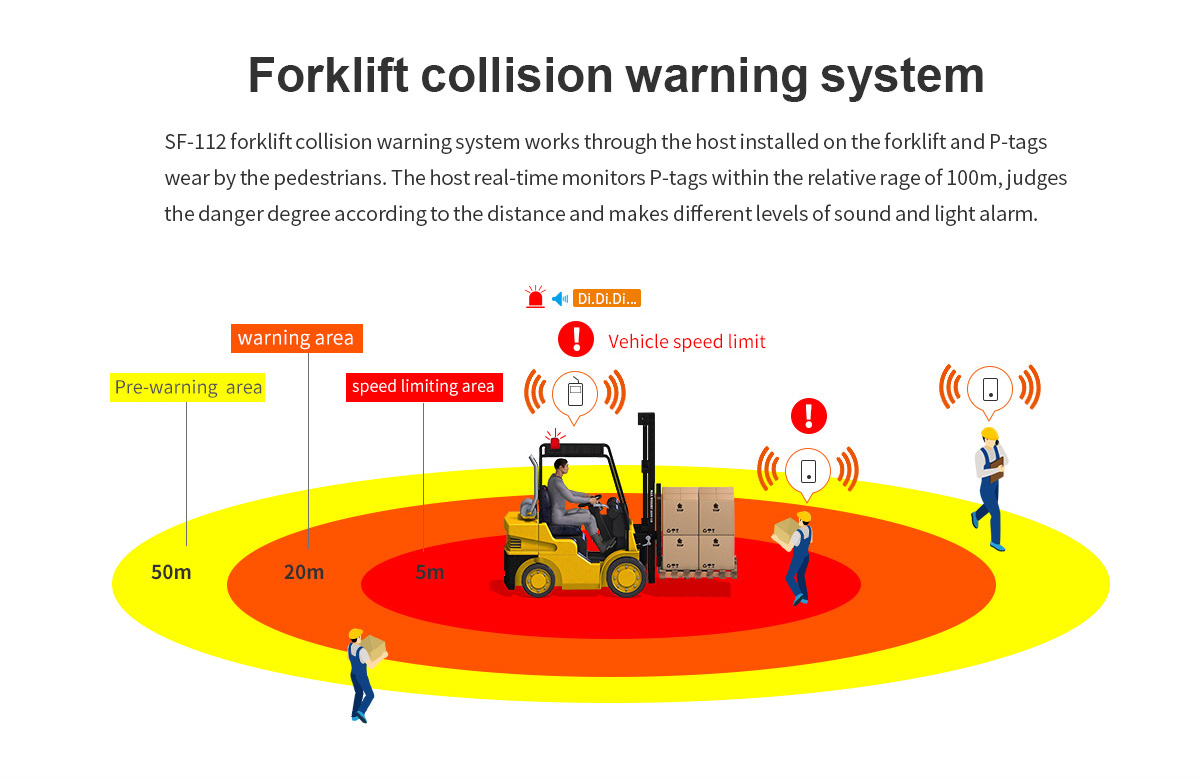 Forklift collision warning system
SF-112 forklift collision warning system works through the host installed on the forklift and P-tags
wear by the pedestrians. The host real-time monitors P-tags within the relative rage of 100m, judges
the danger degree according to the distance and makes different levels of sound and light alarm.
Di.Di.Di...
warning area
! Vehicle speed limit
Pre-warning area
speed limiting area
!
50m
20m
5m